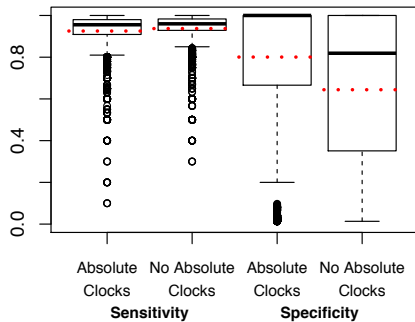 0.8
0.4
0.0
Absolute Clocks
No Absolute Clocks
Absolute Clocks
No Absolute Clocks
Sensitivity
Specificity